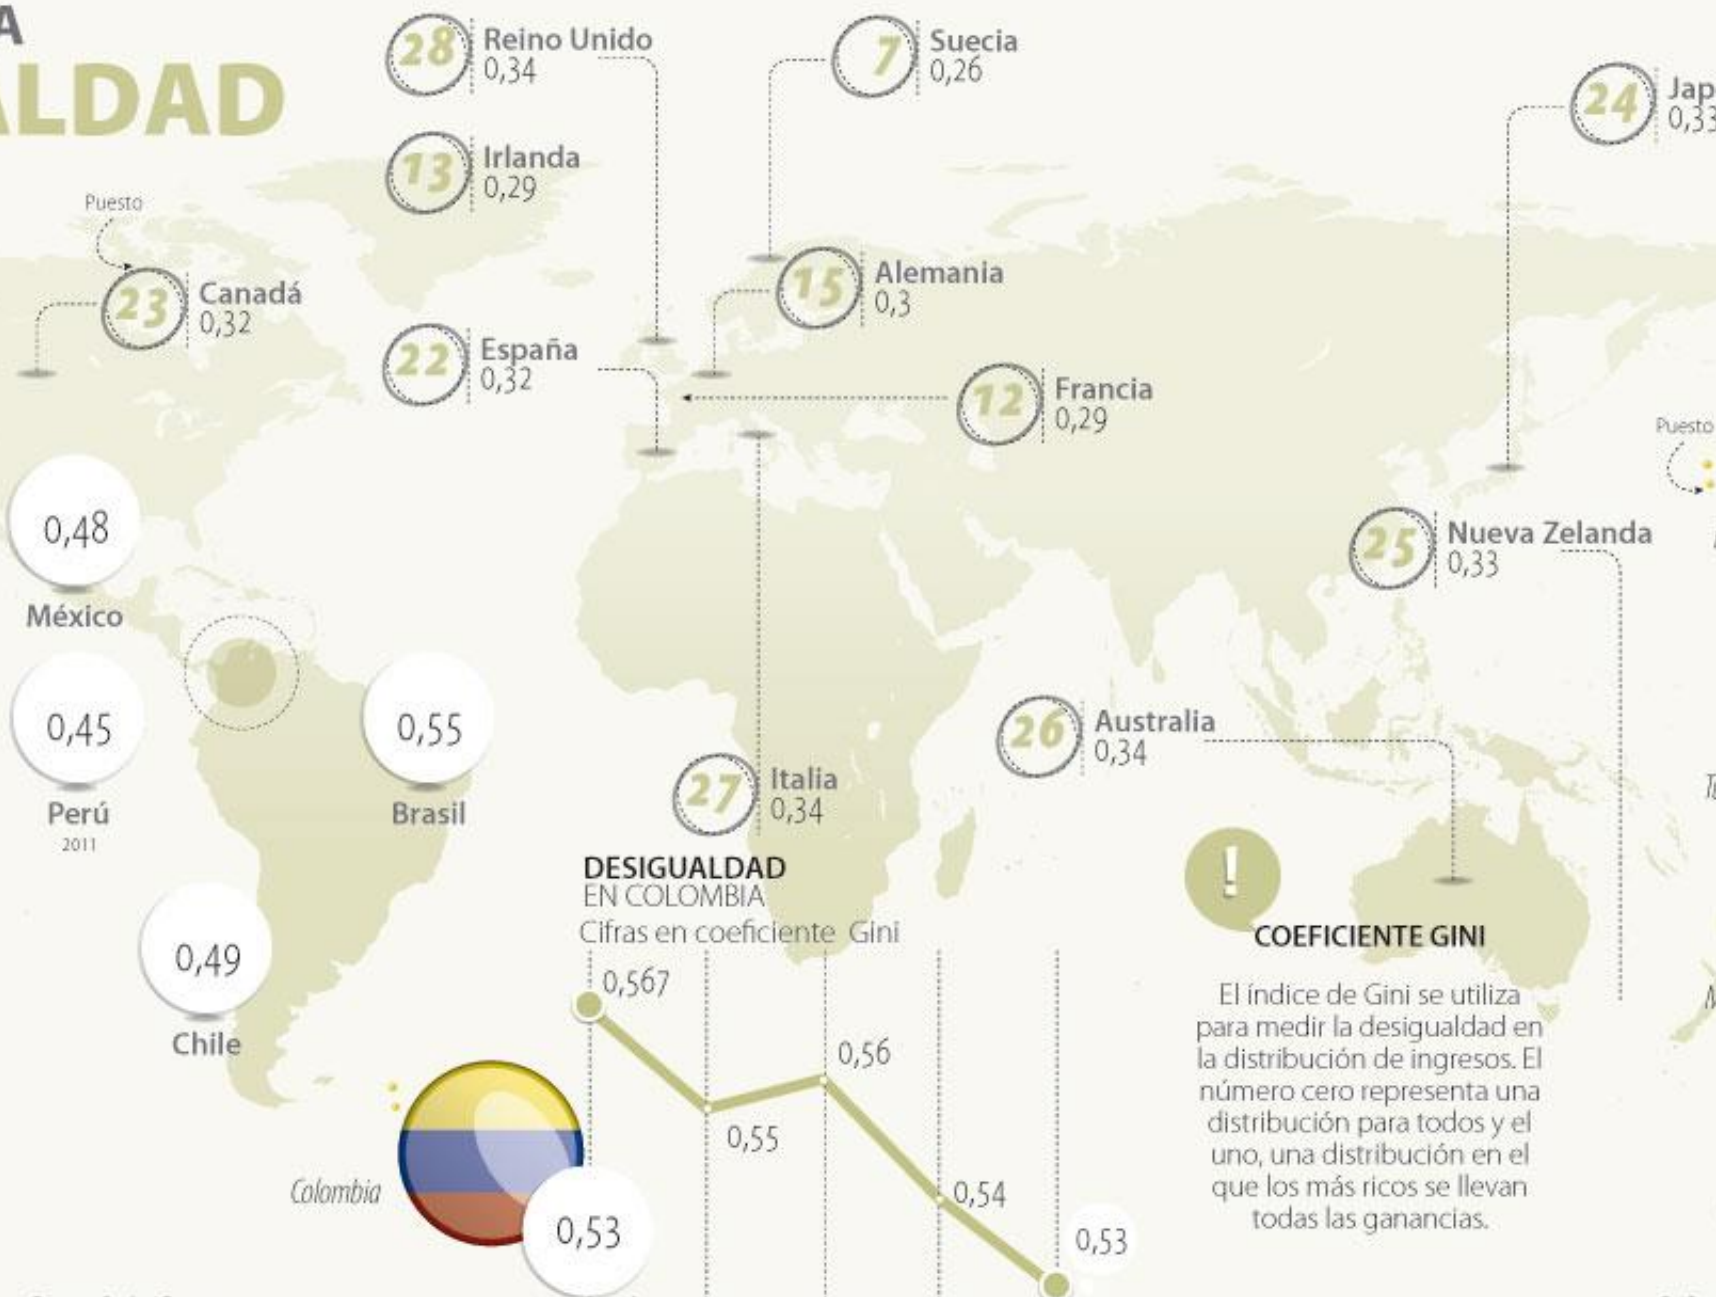 ALDAD
28
Reino Unido
0,34
7
Suecia
0,26
24
0,33
13
Irlanda
0,29
Puesto
23
Canadá
0,32
15
Alemania
0,3
22
España
0,32
12
Francia
0,29
Puesto
25
Nueva Zelanda
0,33
0,48
México
0,45
Perú
2011
0,55
Brasil
26
Australia
0,34
27
Italia
0,34
0,49
Chile
DESIGUALDAD
EN COLOMBIA
Cifras en coeficiente Gini
0,567
0,55
0,56
0,54
0,53
Colombia
0,53
!
COEFICIENTE GINI
El índice de Gini se utiliza
para medir la desigualdad en
la distribución de ingresos. El
número cero representa una
distribución para todos y el
uno, una distribución en el
que los más ricos se llevan
todas las ganancias.